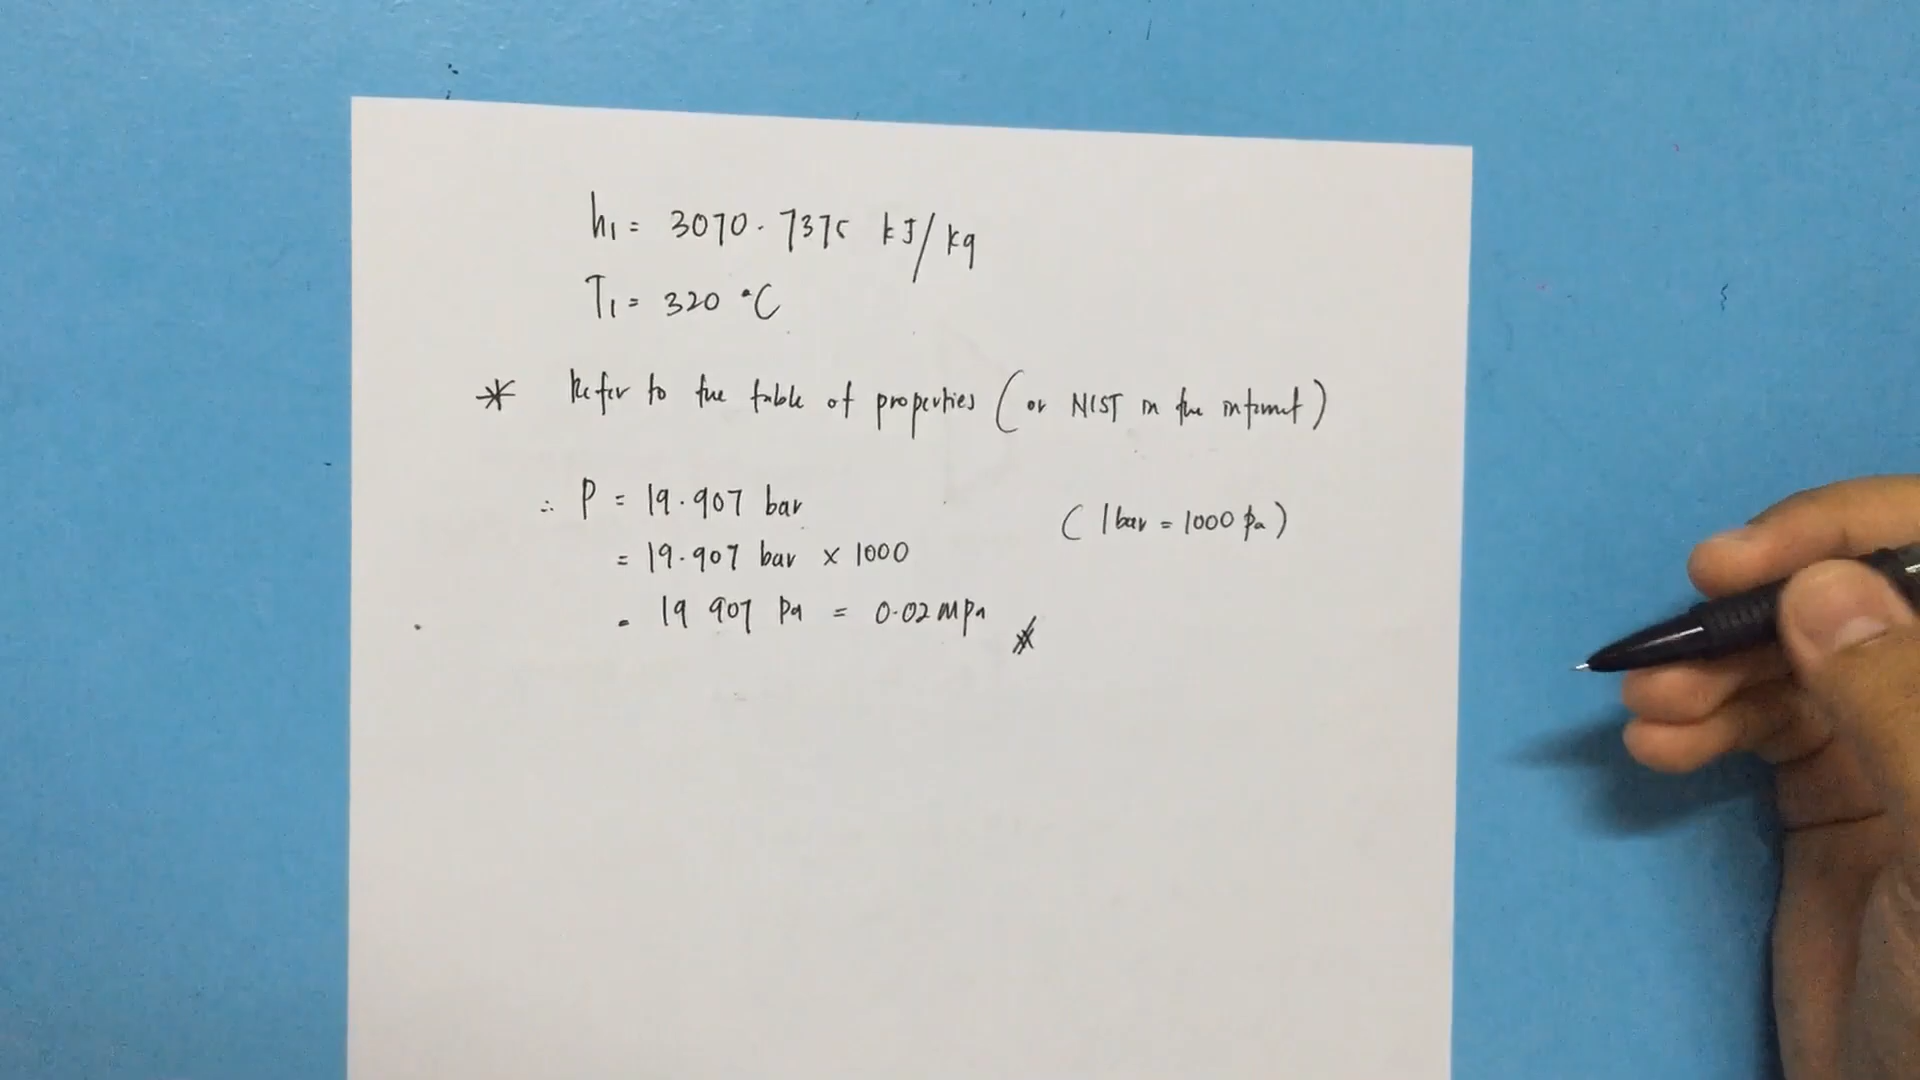 h₁ = 3070.7375 kJ/kg
T₁ = 320 °C
* Refer to the table of properties (or NIST in the internet)
∴ P = 19.907 bar (1 bar = 1000 pa)
= 19.907 bar × 1000
= 19 907 Pa = 0.02 mpa *